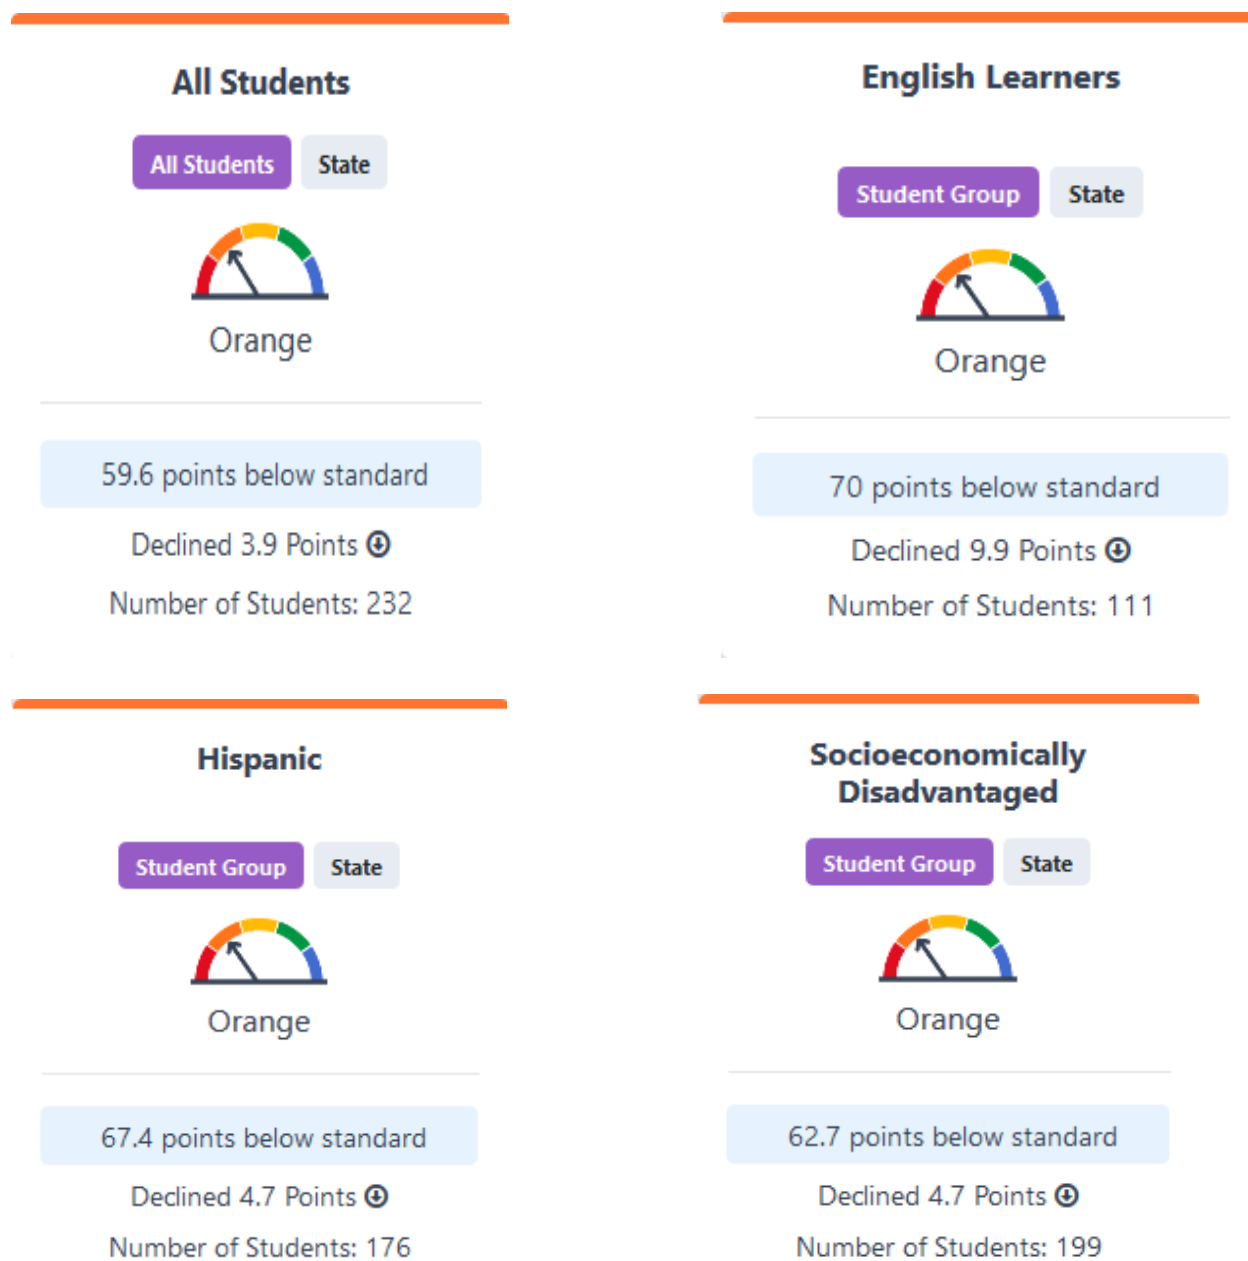 All Students
All Students State
Orange
59.6 points below standard
Declined 3.9 Points
Number of Students: 232
English Learners
Student Group State
Orange
70 points below standard
Declined 9.9 Points
Number of Students: 111
Hispanic
Student Group State
Orange
67.4 points below standard
Declined 4.7 Points
Number of Students: 176
Socioeconomically
Disadvantaged
Student Group State
Orange
62.7 points below standard
Declined 4.7 Points
Number of Students: 199